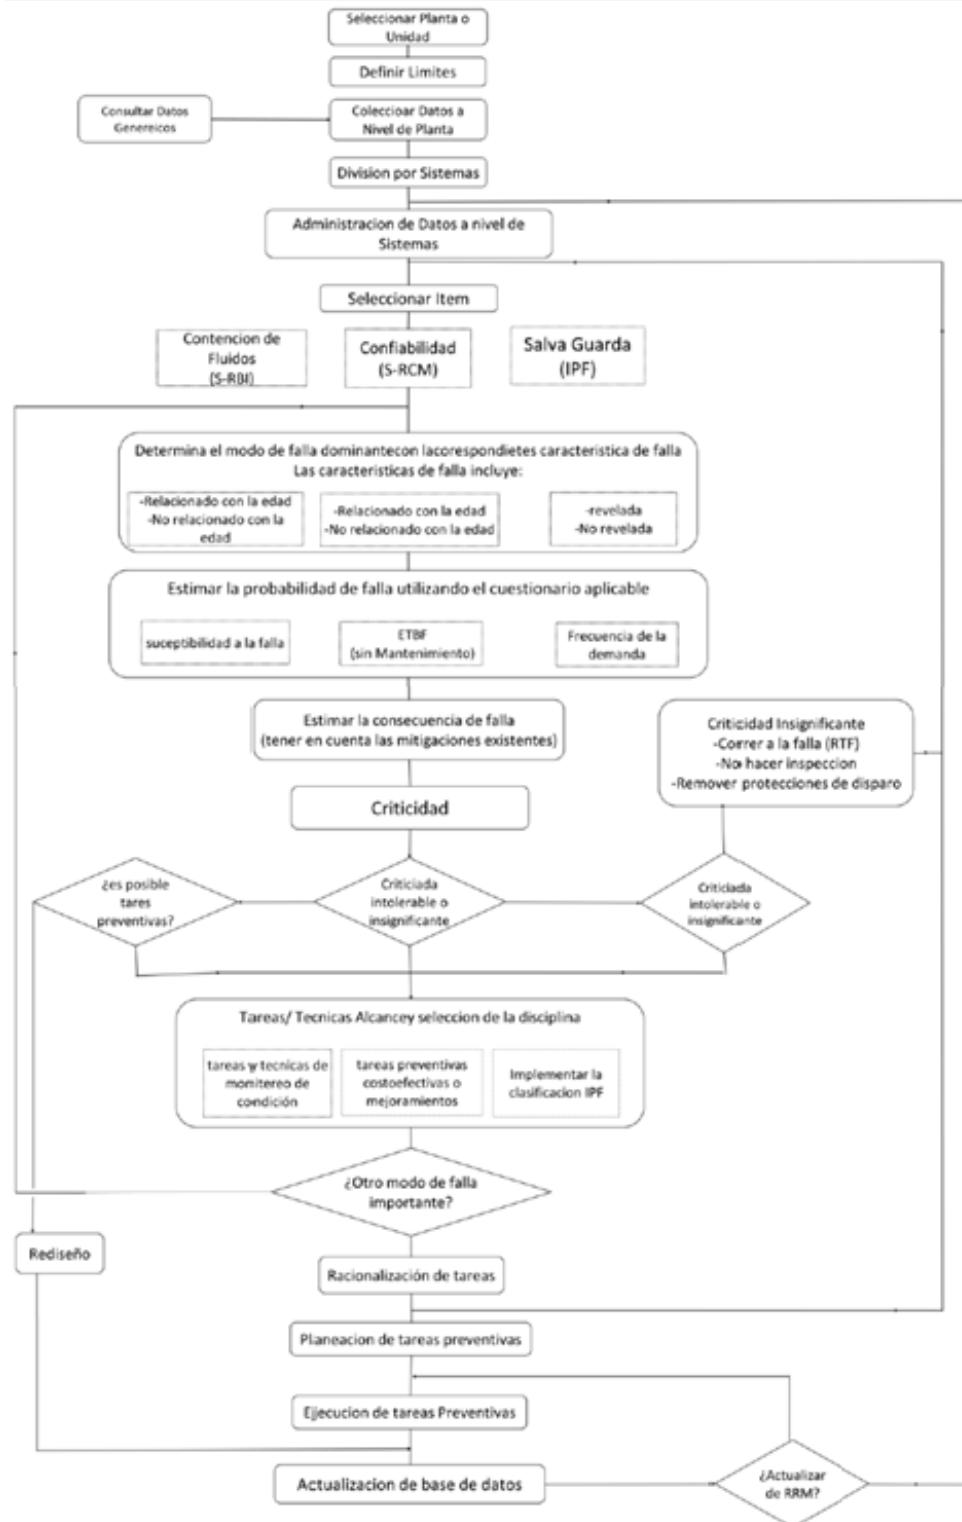 Seleccionar Planta o
Unidad
Definir Limites
Consultar Datos
Genereicos
Coleccioar Datos a
Nivel de Planta
Division por Sistemas
Administracion de Datos a nivel de
Sistemas
Seleccionar Item
Contencion de
Fluidos
(S-RBI)
Confiabilidad
(S-RCM)
Salva Guarda
(IPF)
Determina el modo de falla dominantecon lacorespondietes caracteristica de falla
Las caracteristicas de falla incluye:
-Relacionado con la edad
-No relacionado con la
edad
-Relacionado con la edad
-No relacionado con la edad
-revelada
-No revelada
Estimar la probabilidad de falla utilizando el cuestionario aplicable
suceptibilidad a la falla
ETBF
(sin Mantenimiento)
Frecuencia de la
demanda
Estimar la consecuencia de falla
(tener en cuenta las mitigaciones existentes)
Criticidad Insignificante
-Correr a la falla (RTF)
-No hacer inspeccion
-Remover protecciones de disparo
Criticidad
¿es posible
tares
preventivas?
Criticiada
intolerable o
insignificante
Criticiada
intolerable o
insignificante
Tareas/ Tecnicas Alcancey seleccion de la disciplina
tareas y tecnicas de
monitereo de
condición
tareas preventivas
costoefectivas o
mejoramientos
Implementar la
clasificacion IPF
¿Otro modo de falla
importante?
Rediseño
Racionalización de tareas
Planeacion de tareas preventivas
Ejjecucion de tareas Preventivas
Actualizacion de base de datos
¿Actualizar
de RRM?